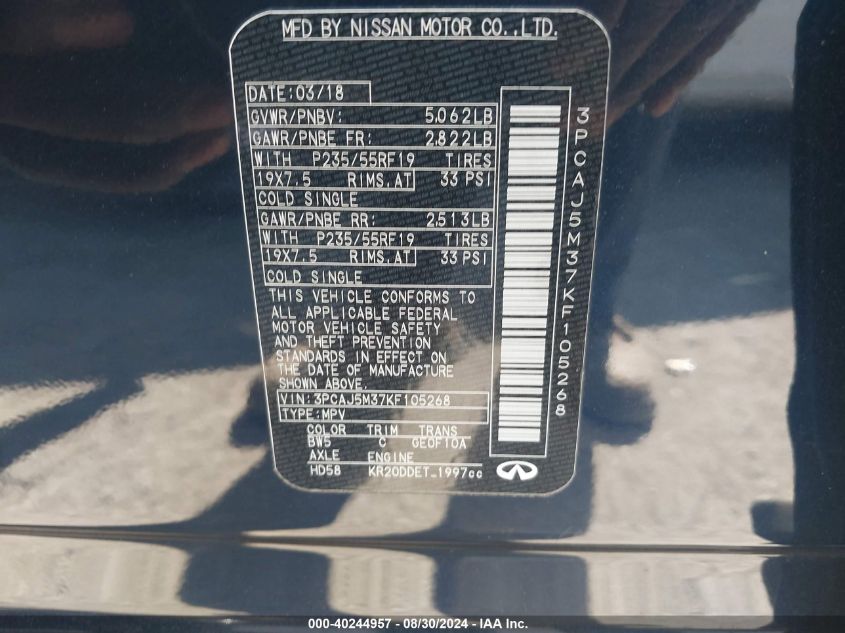 MFD BY NISSAN MOTOR CO.,LTD.
DATE:03/18
GVWR/PNBV: 5,062LB
GAWR/PNBE FR: 2,822LB
WITH P235/55RF19 TIRES
19X7.5 RIMS,AT 33 PSI
COLD SINGLE
GAWR/PNBE RR: 2,513LB
WITH P235/55RF19 TIRES
19X7.5 RIMS,AT 33 PSI
COLD SINGLE
THIS VEHICLE CONFORMS TO
ALL APPLICABLE FEDERAL
MOTOR VEHICLE SAFETY
AND THEFT PREVENTION
STANDARDS IN EFFECT ON
THE DATE OF MANUFACTURE
SHOWN ABOVE.
VIN: 3PCAJ5M37KF105268
TYPE:MPV
COLOR TRIM TRANS
BW5 C GE0F10A
AXLE ENGINE
HD58 KR20DDET_1997cc
3PCAJ5M37KF105268
000-40244957 - 08/30/2024 - IAA Inc.